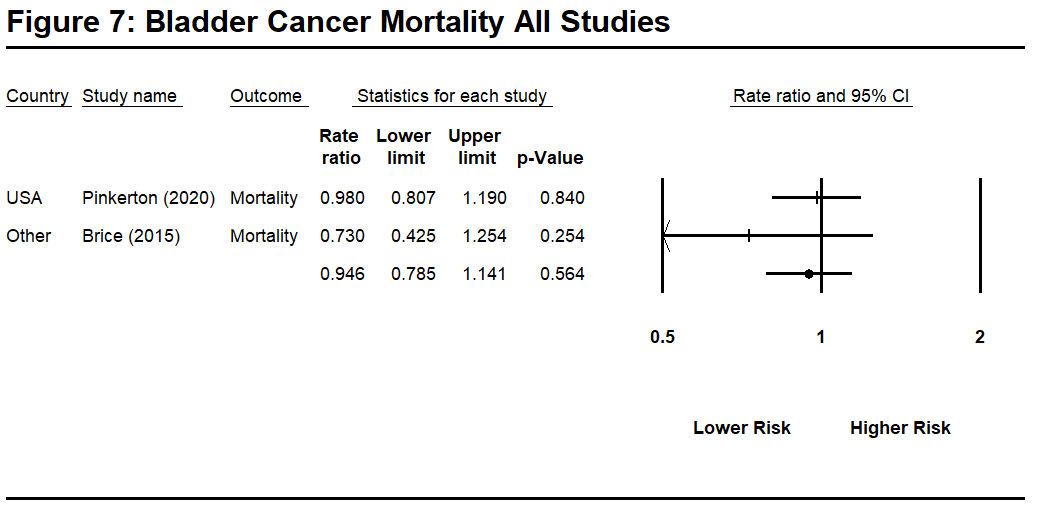 Figure 7: Bladder Cancer Mortality All Studies
Country Study name Outcome Statistics for each study Rate ratio and 95% CI
Rate Lower Upper
ratio limit limit p-Value
USA Pinkerton (2020) Mortality 0.980 0.807 1.190 0.840
Other Brice (2015) Mortality 0.730 0.425 1.254 0.254
0.946 0.785 1.141 0.564
0.5 1 2
Lower Risk Higher Risk